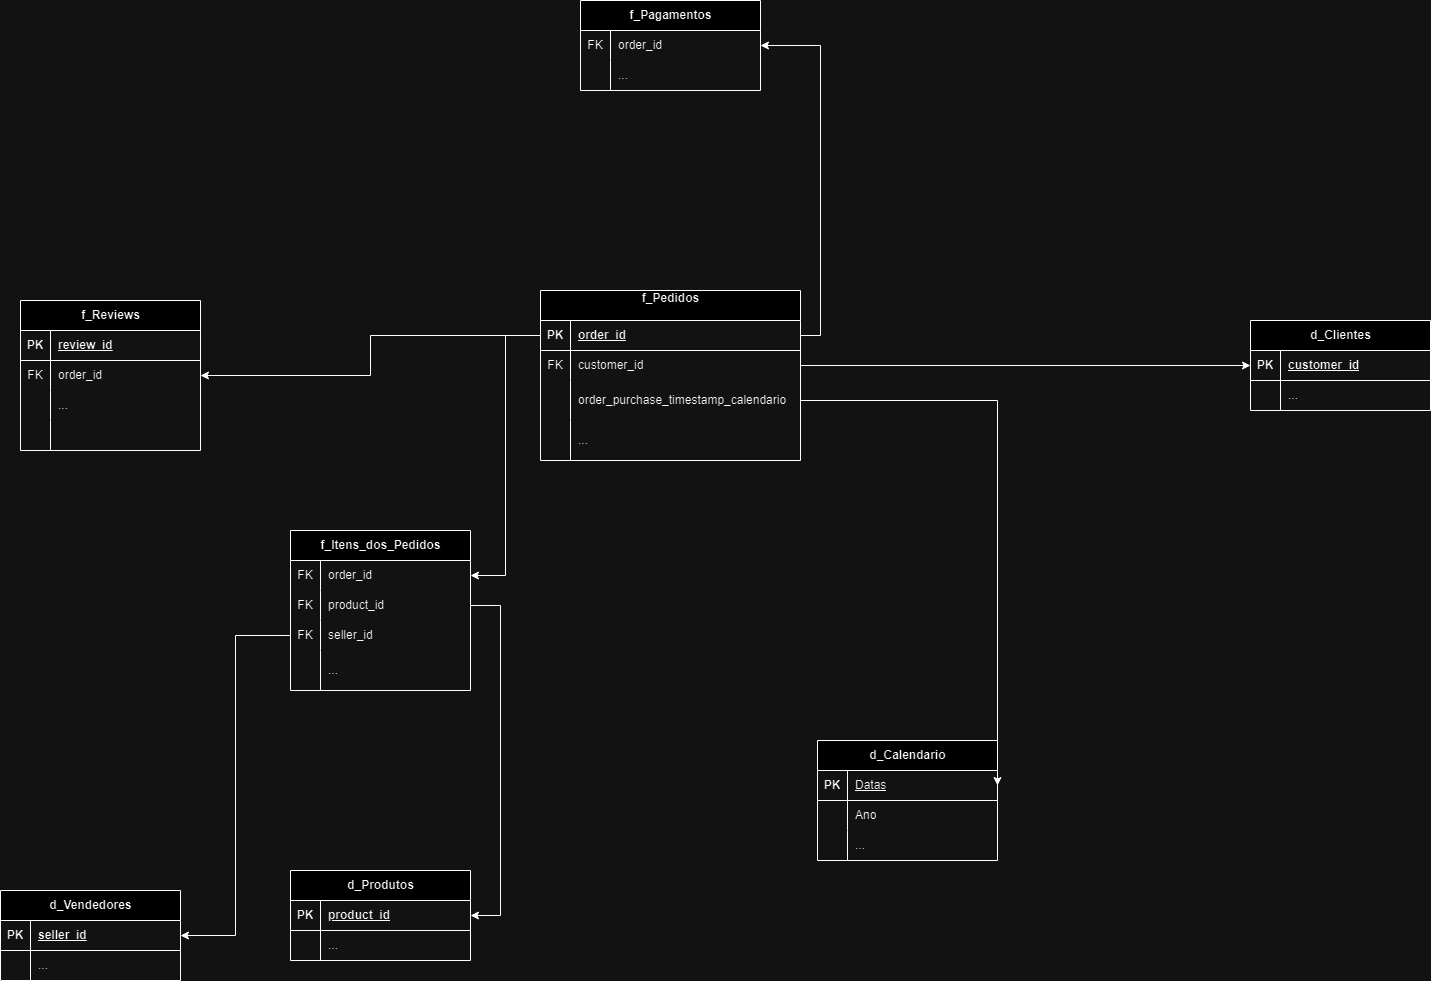 f_Pagamentos
FK order_id
...
f_Pedidos
PK order_id
FK customer_id
order_purchase_timestamp_calendario
...
f_Reviews
PK review_id
FK order_id
...
d_Clientes
PK customer_id
...
f_Itens_dos_Pedidos
FK order_id
FK product_id
FK seller_id
...
d_Calendario
PK Datas
Ano
...
d_Produtos
PK product_id
...
d_Vendedores
PK seller_id
...